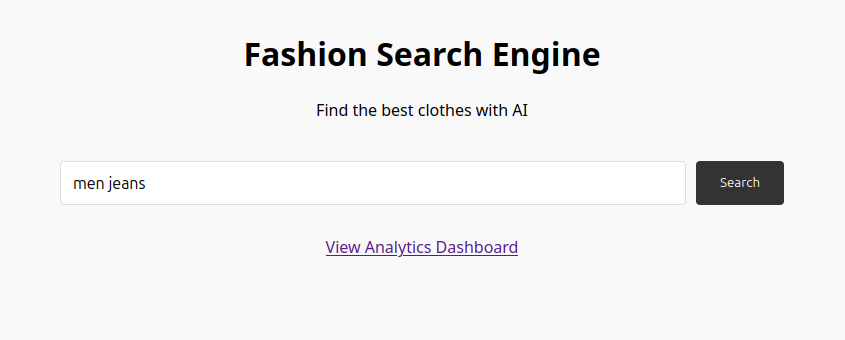 Fashion Search Engine
Find the best clothes with AI
men jeans
Search
View Analytics Dashboard